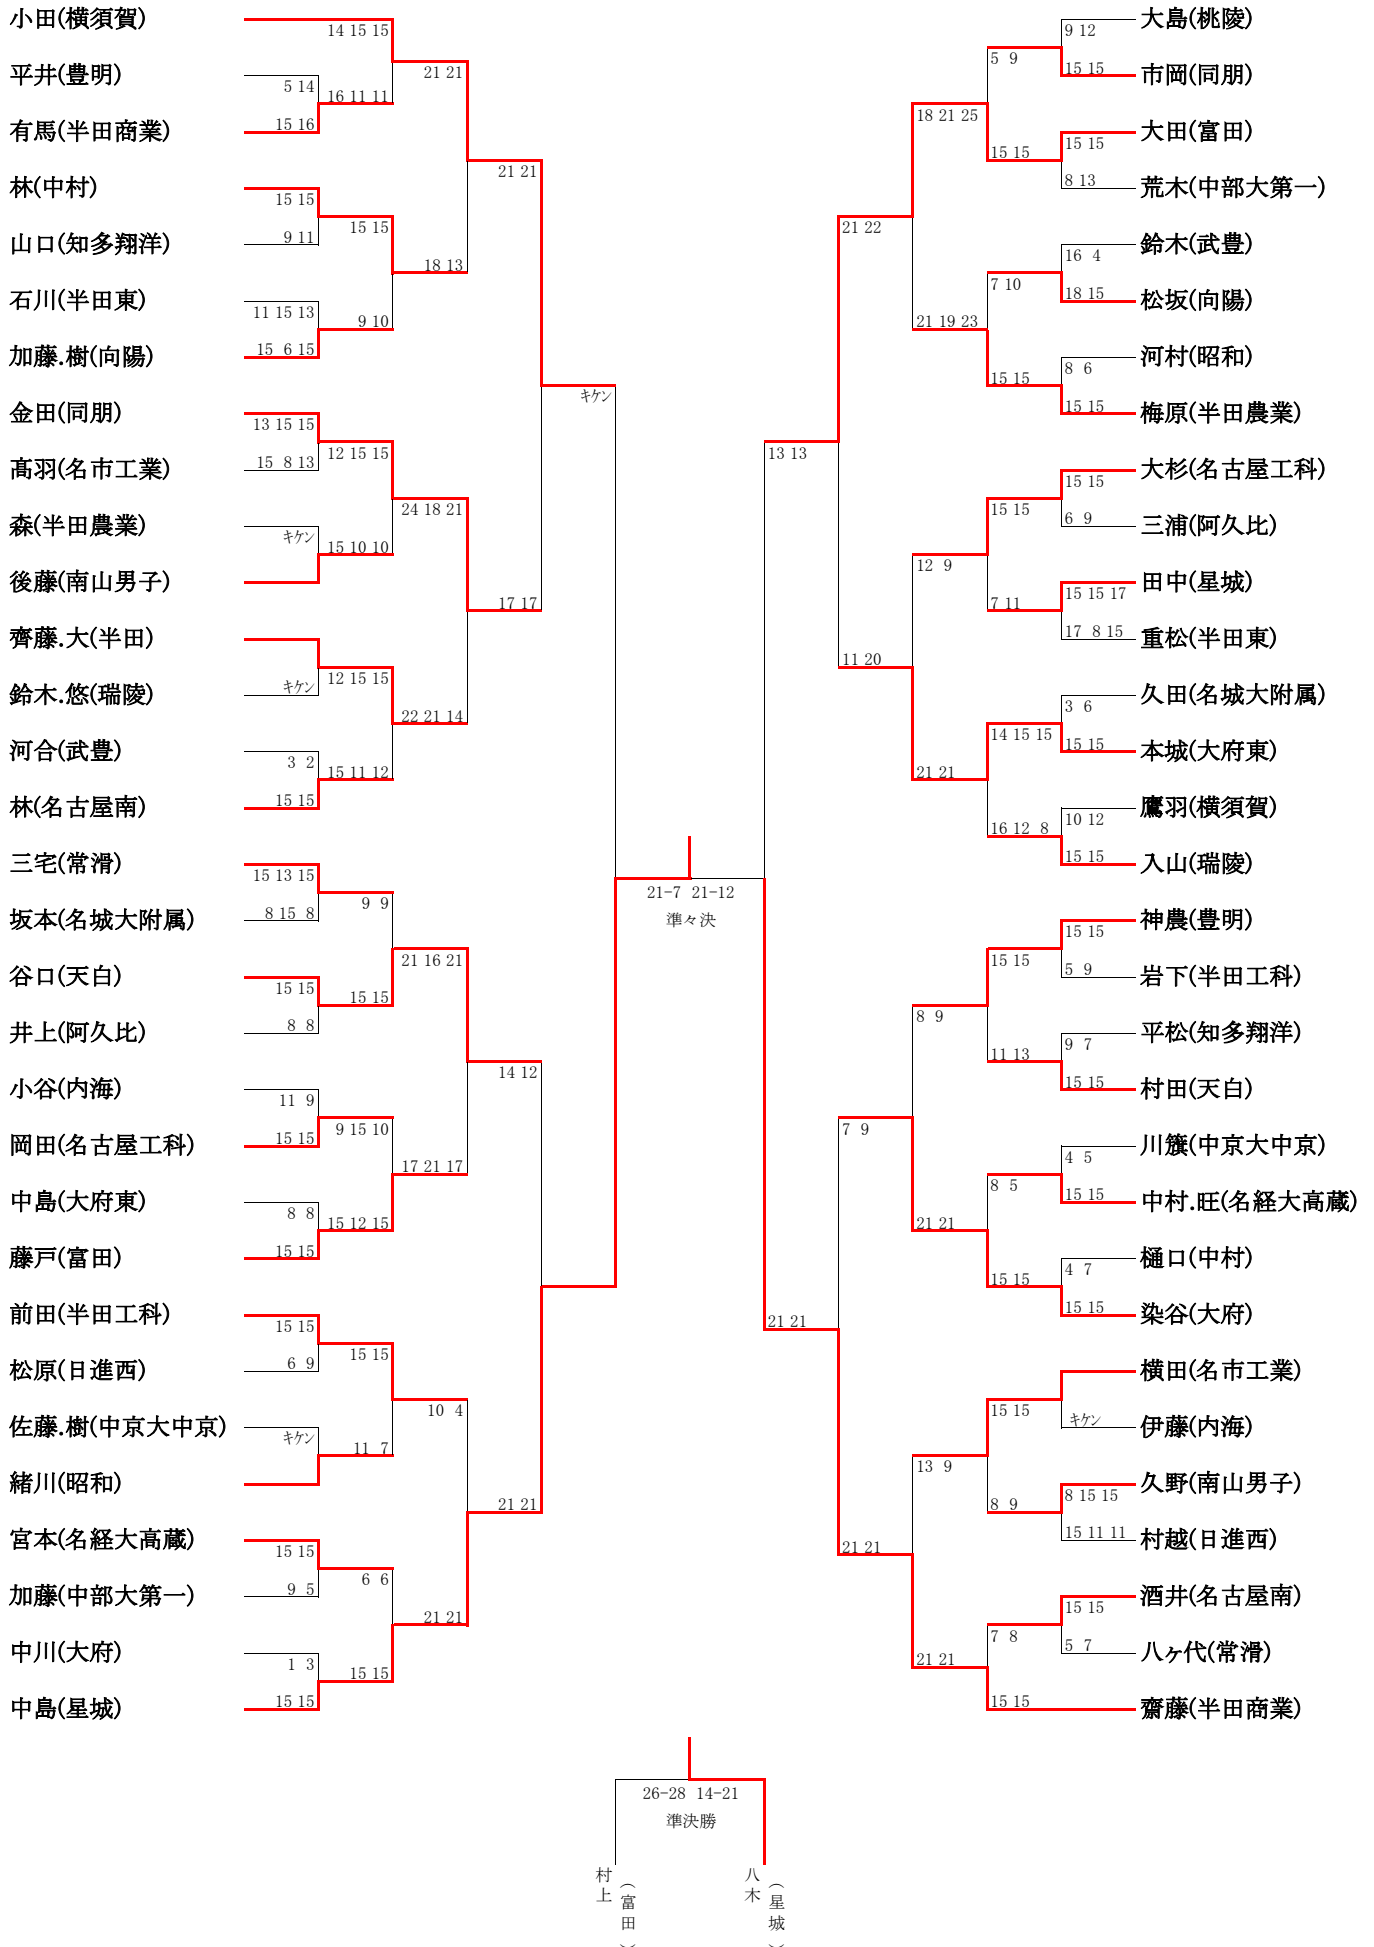 小田(横須賀)
14 15 15
平井(豊明)
5 14
16 11 11
有馬(半田商業)
15 16
21 21
林(中村)
15 15
山口(知多翔洋)
9 11
15 15
石川(半田東)
11 15 13
9 10
加藤.樹(向陽)
15 6 15
18 13
21 21
金田(同朋)
13 15 15
髙羽(名市工業)
15 8 13
12 15 15
森(半田農業)
キケン
15 10 10
後藤(南山男子)
24 18 21
齊藤.大(半田)
鈴木.悠(瑞陵)
キケン
12 15 15
河合(武豊)
3 2
15 11 12
林(名古屋南)
15 15
22 21 14
17 17
キケン
三宅(常滑)
15 13 15
坂本(名城大附属)
8 15 8
9 9
谷口(天白)
15 15
15 15
井上(阿久比)
8 8
21 16 21
小谷(内海)
11 9
岡田(名古屋工科)
15 15
9 15 10
中島(大府東)
8 8
15 12 15
藤戸(富田)
15 15
17 21 17
14 12
前田(半田工科)
15 15
松原(日進西)
6 9
15 15
佐藤.樹(中京大中京)
キケン
11 7
緒川(昭和)
10 4
宮本(名経大高蔵)
15 15
加藤(中部大第一)
9 5
6 6
中川(大府)
1 3
15 15
中島(星城)
15 15
21 21
21 21
21-7 21-12
準々決
大島(桃陵)
9 12
市岡(同朋)
15 15
5 9
大田(富田)
15 15
15 15
荒木(中部大第一)
8 13
18 21 25
鈴木(武豊)
16 4
松坂(向陽)
18 15
7 10
河村(昭和)
8 6
15 15
梅原(半田農業)
15 15
21 19 23
21 22
大杉(名古屋工科)
15 15
三浦(阿久比)
6 9
15 15
田中(星城)
15 15 17
7 11
重松(半田東)
17 8 15
12 9
久田(名城大附属)
3 6
本城(大府東)
15 15
14 15 15
鷹羽(横須賀)
10 12
16 12 8
入山(瑞陵)
15 15
21 21
11 20
13 13
神農(豊明)
15 15
岩下(半田工科)
5 9
15 15
平松(知多翔洋)
9 7
11 13
村田(天白)
15 15
8 9
川籏(中京大中京)
4 5
中村.旺(名経大高蔵)
15 15
8 5
樋口(中村)
4 7
15 15
染谷(大府)
15 15
21 21
7 9
横田(名市工業)
伊藤(内海)
キケン
15 15
久野(南山男子)
8 15 15
8 9
村越(日進西)
15 11 11
13 9
酒井(名古屋南)
15 15
八ヶ代(常滑)
5 7
7 8
齋藤(半田商業)
15 15
21 21
21 21
21 21
26-28 14-21
準決勝
村上
(富田)
八木
(星城)